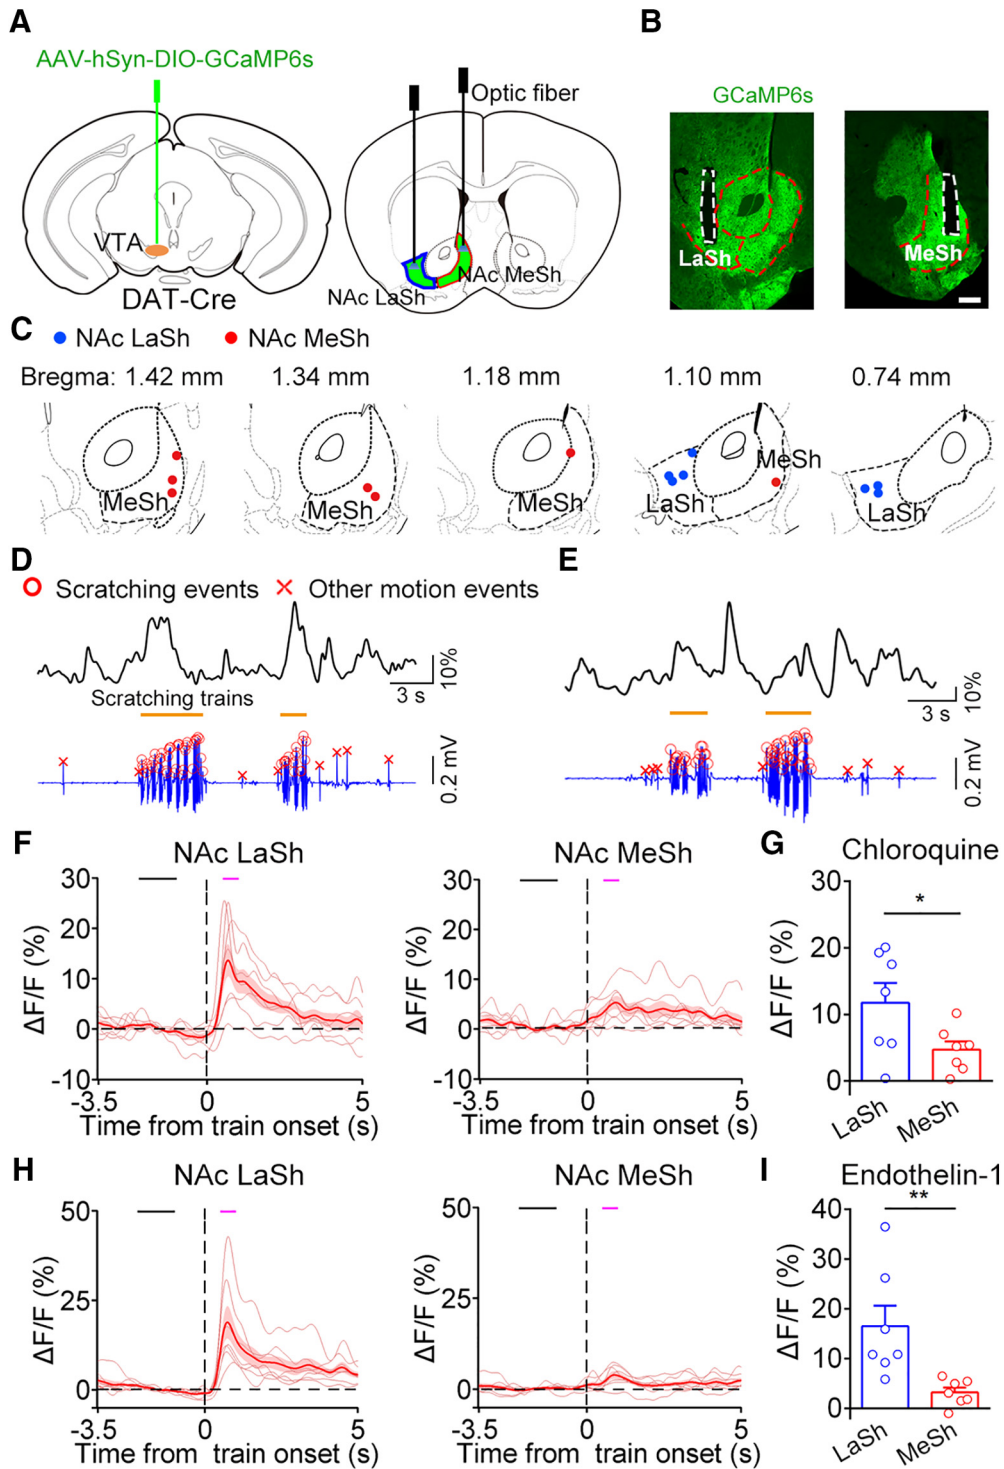 A
B
AAV-hSyn-DIO-GCaMP6s
Optic fiber
GCaMP6s
VTA
DAT-Cre
NAc LaSh
NAc MeSh
LaSh
MeSh
C
NAc LaSh
NAc MeSh
Bregma: 1.42 mm
1.34 mm
1.18 mm
1.10 mm
0.74 mm
MeSh
MeSh
MeSh
LaSh
MeSh
LaSh
D
E
Scratching events
Other motion events
10%
3 s
10%
3 s
Scratching trains
0.2 mV
0.2 mV
F
NAc LaSh
NAc MeSh
G
Chloroquine
ΔF/F (%)
30
20
10
0
-10
-3.5
0
5
Time from train onset (s)
ΔF/F (%)
30
20
10
0
-10
-3.5
0
5
Time from train onset (s)
ΔF/F (%)
30
20
10
0
*
LaSh
MeSh
H
NAc LaSh
NAc MeSh
I
Endothelin-1
ΔF/F (%)
50
25
0
-3.5
0
5
Time from train onset (s)
ΔF/F (%)
50
25
0
-3.5
0
5
Time from train onset (s)
ΔF/F (%)
40
30
20
10
0
**
LaSh
MeSh